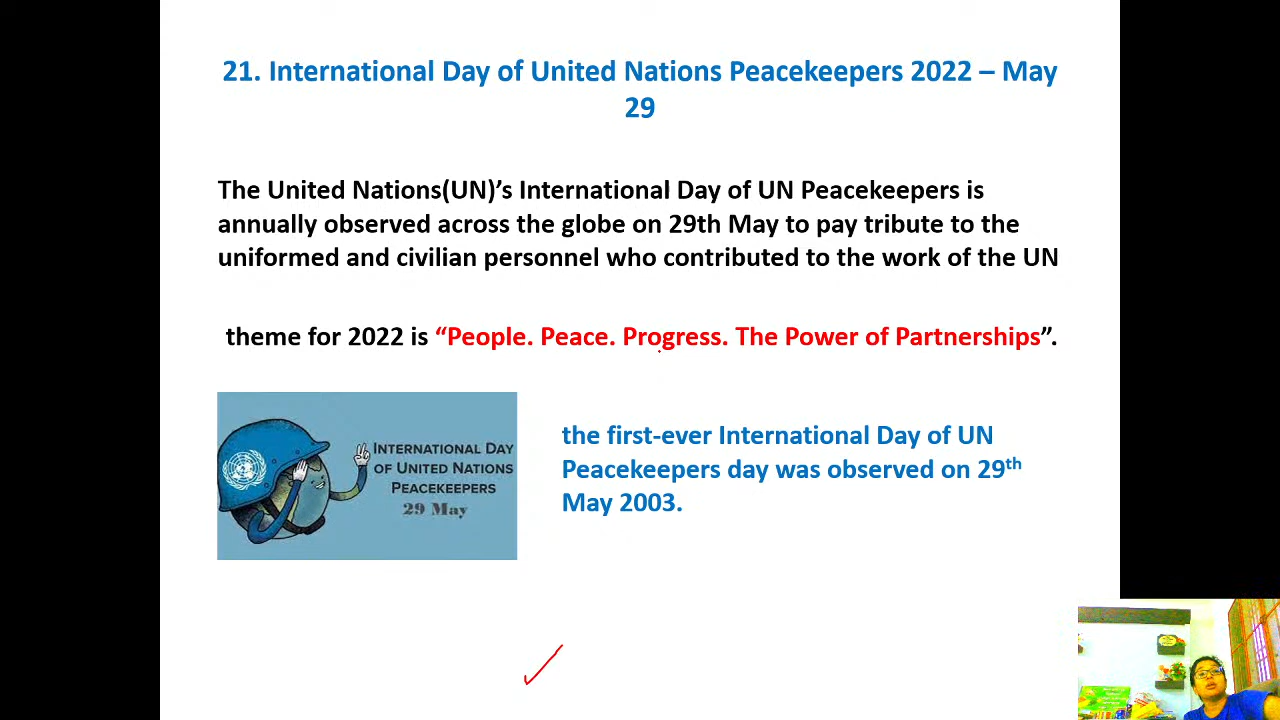 21. International Day of United Nations Peacekeepers 2022 – May
29
The United Nations(UN)’s International Day of UN Peacekeepers is
annually observed across the globe on 29th May to pay tribute to the
uniformed and civilian personnel who contributed to the work of the UN
theme for 2022 is “People. Peace. Progress. The Power of Partnerships”.
INTERNATIONAL DAY
OF UNITED NATIONS
PEACEKEEPERS
29 May
the first-ever International Day of UN
Peacekeepers day was observed on 29th
May 2003.